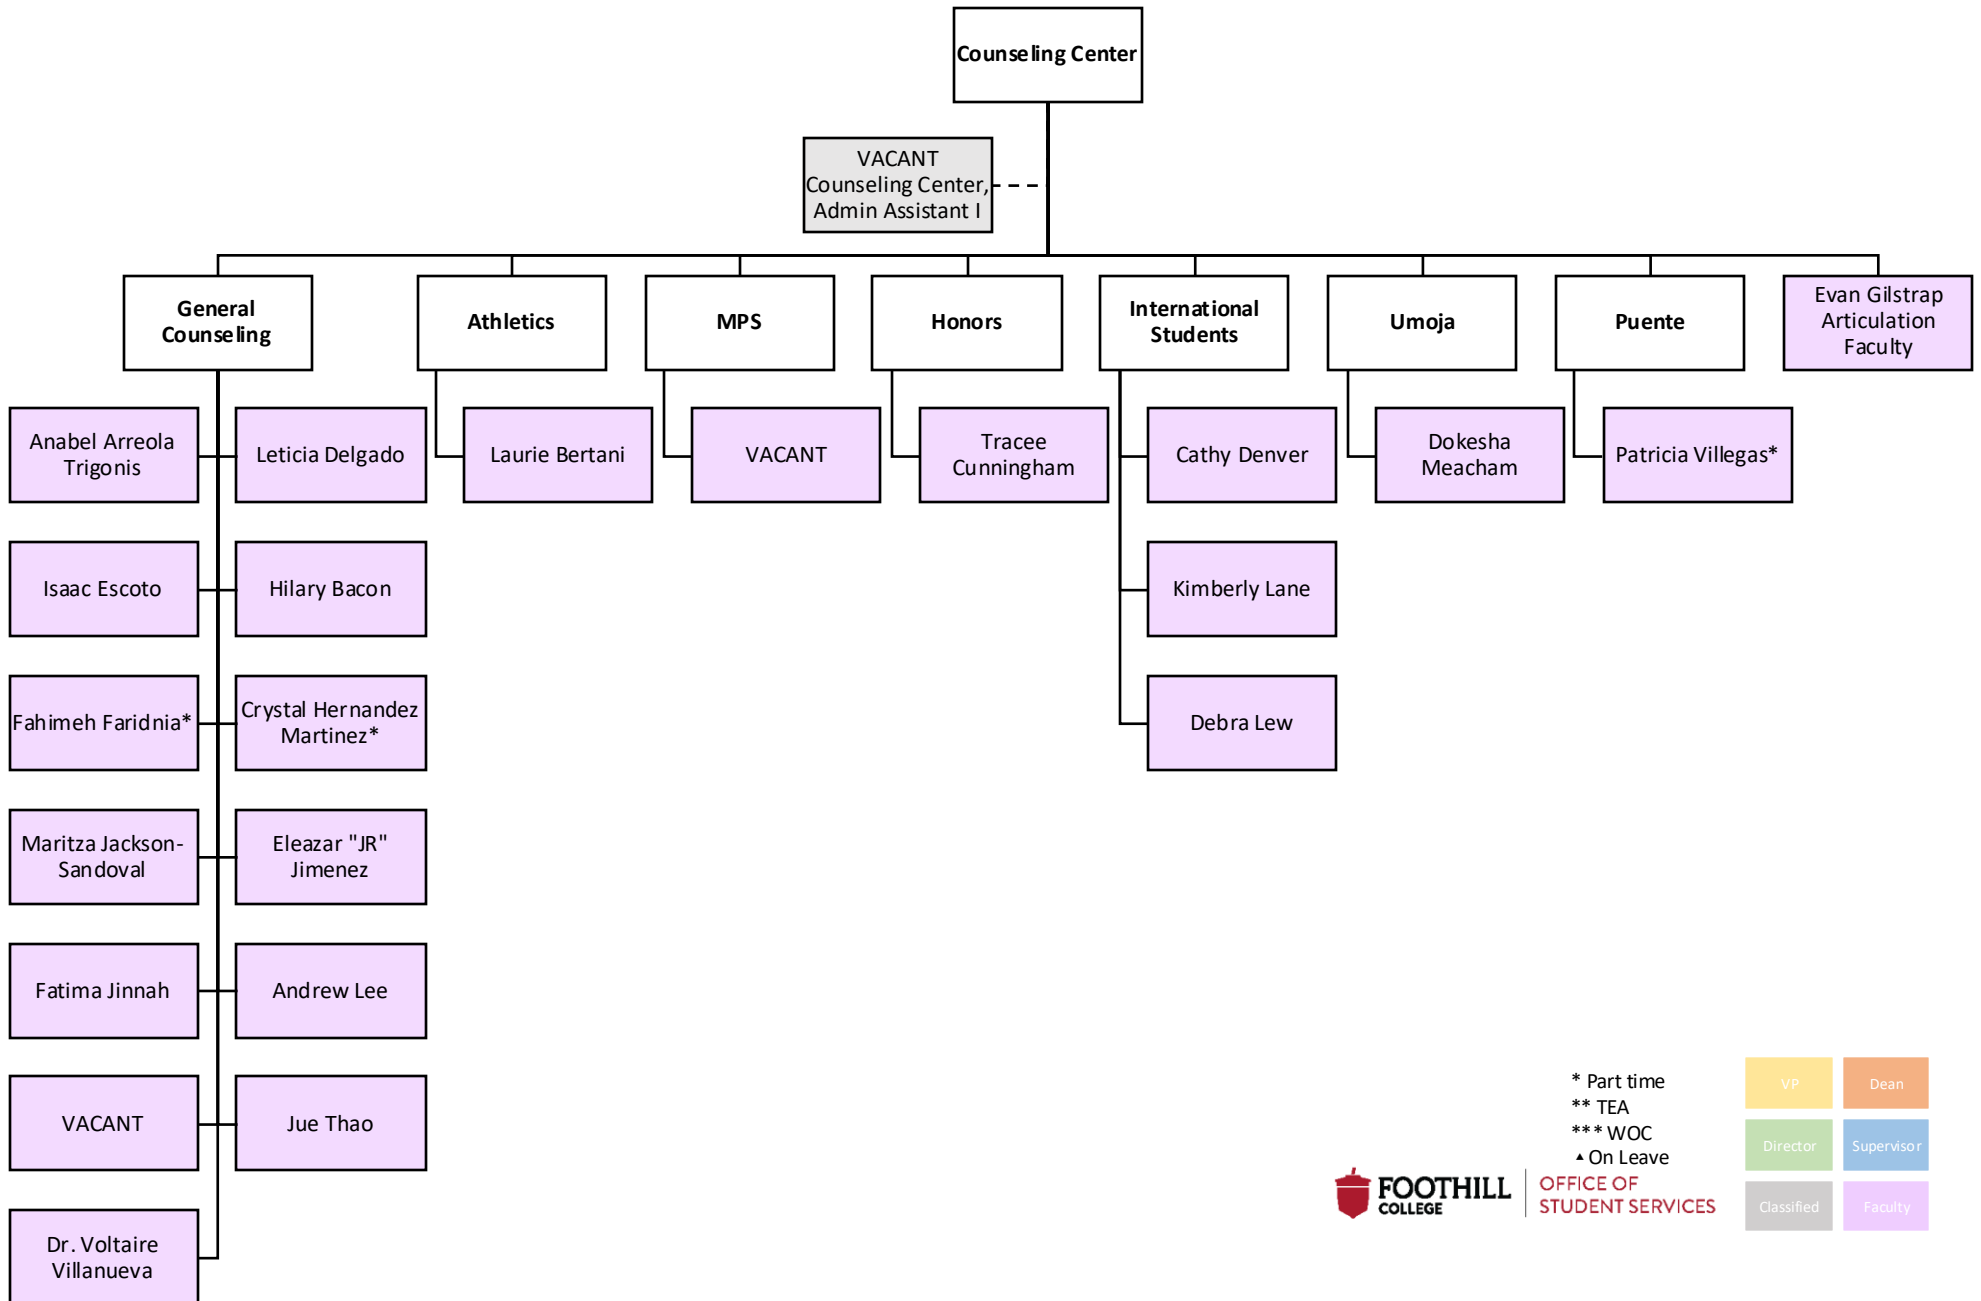 Counseling Center
VACANT
Counseling Center,
Admin Assistant I
General
Counseling
Athletics
MPS
Honors
International
Students
Umoja
Puente
Evan Gilstrap
Articulation
Faculty
Anabel Arreola
Trigonis
Leticia Delgado
Laurie Bertani
VACANT
Tracee
Cunningham
Cathy Denver
Dokesha
Meacham
Patricia Villegas*
Isaac Escoto
Hilary Bacon
Kimberly Lane
Fahimeh Faridnia*
Crystal Hernandez
Martinez*
Debra Lew
Maritza Jackson-
Sandoval
Eleazar "JR"
Jimenez
Fatima Jinnah
Andrew Lee
VACANT
Jue Thao
Dr. Voltaire
Villanueva
* Part time
** TEA
*** WOC
▲ On Leave
VP
Dean
Director
Supervisor
Classified
Faculty
FOOTHILL
COLLEGE
OFFICE OF
STUDENT SERVICES